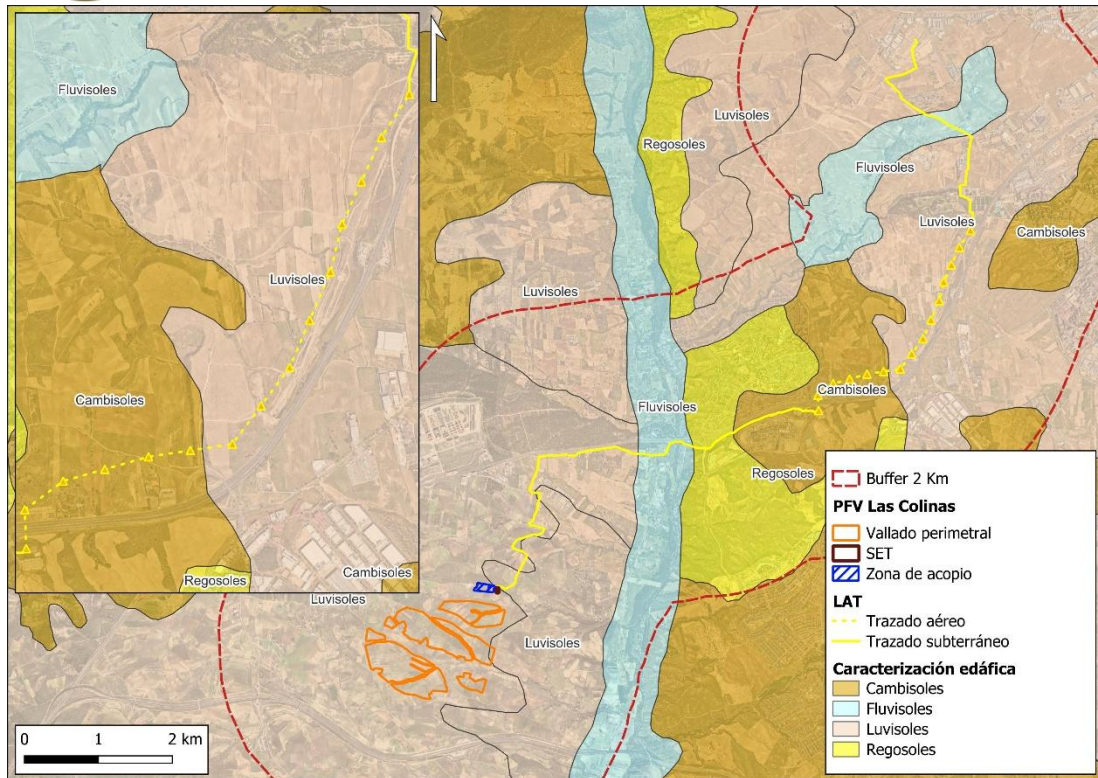 Fluvisoles
Luvisoles
Cambisoles
Regosoles
Cambisoles
Luvisoles
Regosoles
Fluvisoles
Luvisoles
Cambisoles
Luvisoles
Fluvisoles
Cambisoles
Regosoles
Luvisoles
Luvisoles
Buffer 2 Km
PFV Las Colinas
Vallado perimetral
SET
Zona de acopio
LAT
Trazado aéreo
Trazado subterráneo
Caracterización edáfica
Cambisoles
Fluvisoles
Luvisoles
Regosoles
0 1 2 km